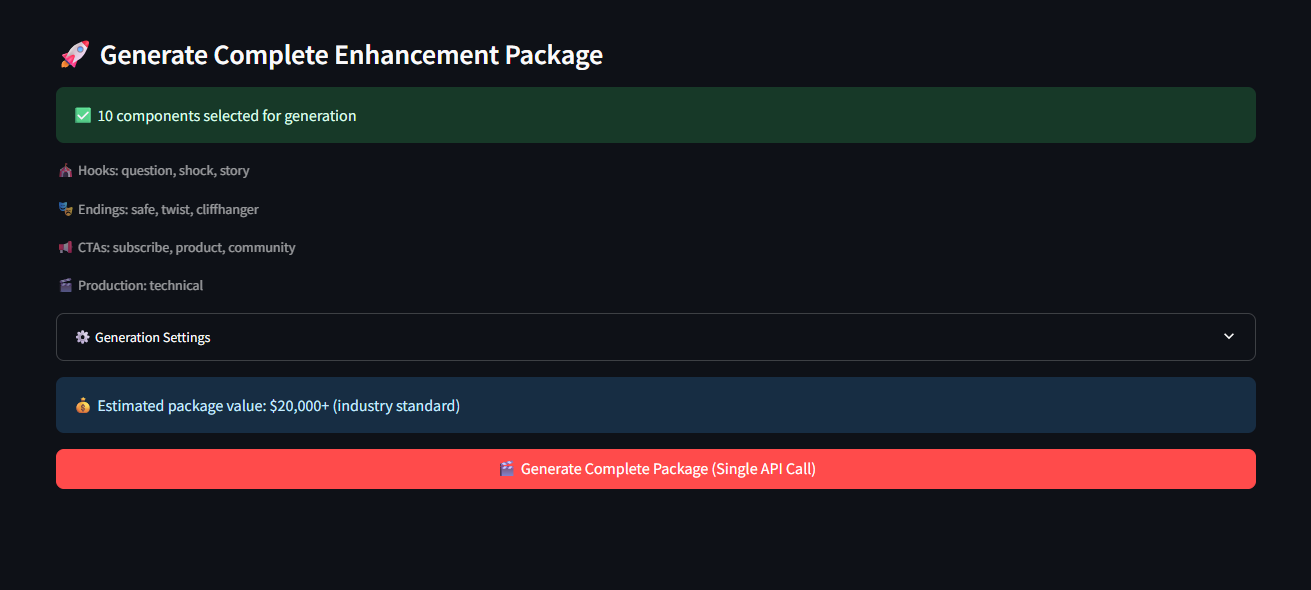 🚀 Generate Complete Enhancement Package
✅ 10 components selected for generation
🎪 Hooks: question, shock, story
🎭 Endings: safe, twist, cliffhanger
📢 CTAs: subscribe, product, community
🎬 Production: technical
⚙️ Generation Settings
💰 Estimated package value: $20,000+ (industry standard)
🎬 Generate Complete Package (Single API Call)